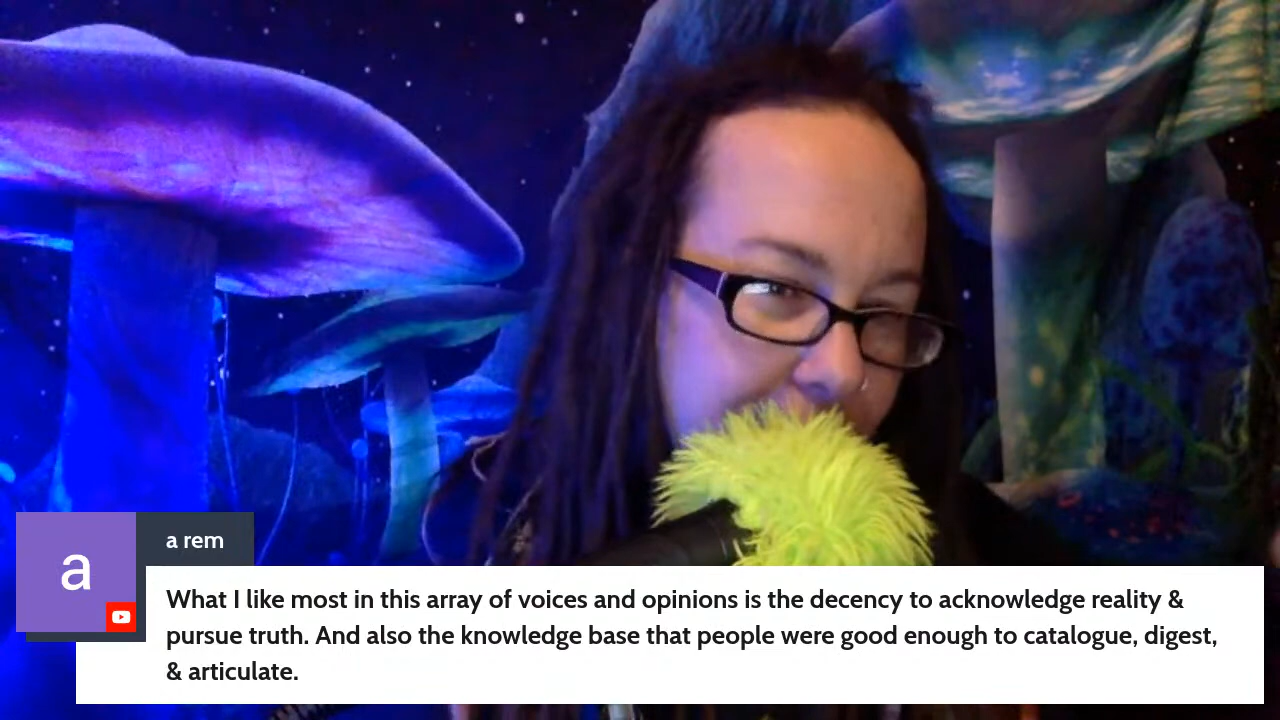 a
a rem
What I like most in this array of voices and opinions is the decency to acknowledge reality &
pursue truth. And also the knowledge base that people were good enough to catalogue, digest,
& articulate.